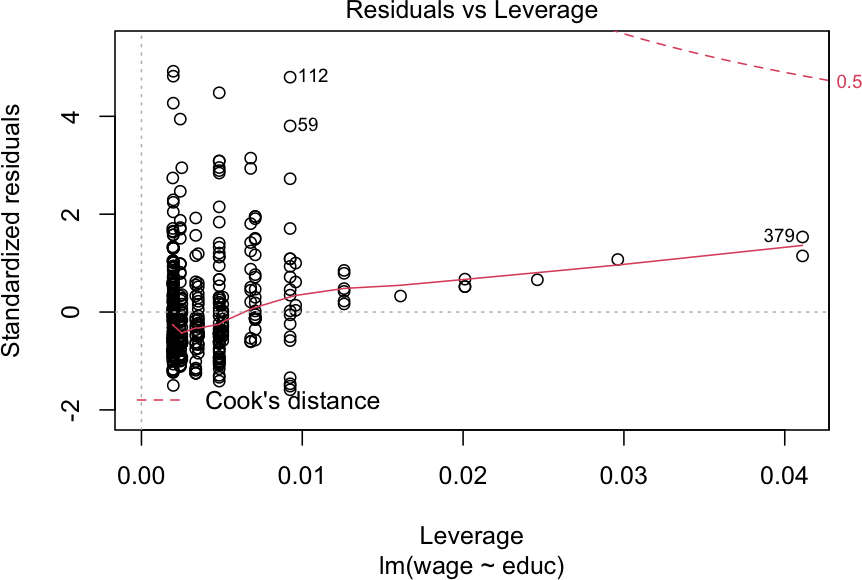 Residuals vs Leverage
Standardized residuals
4
2
0
-2
112
59
379
0.5
Cook's distance
0.00 0.01 0.02 0.03 0.04
Leverage
lm(wage ~ educ)